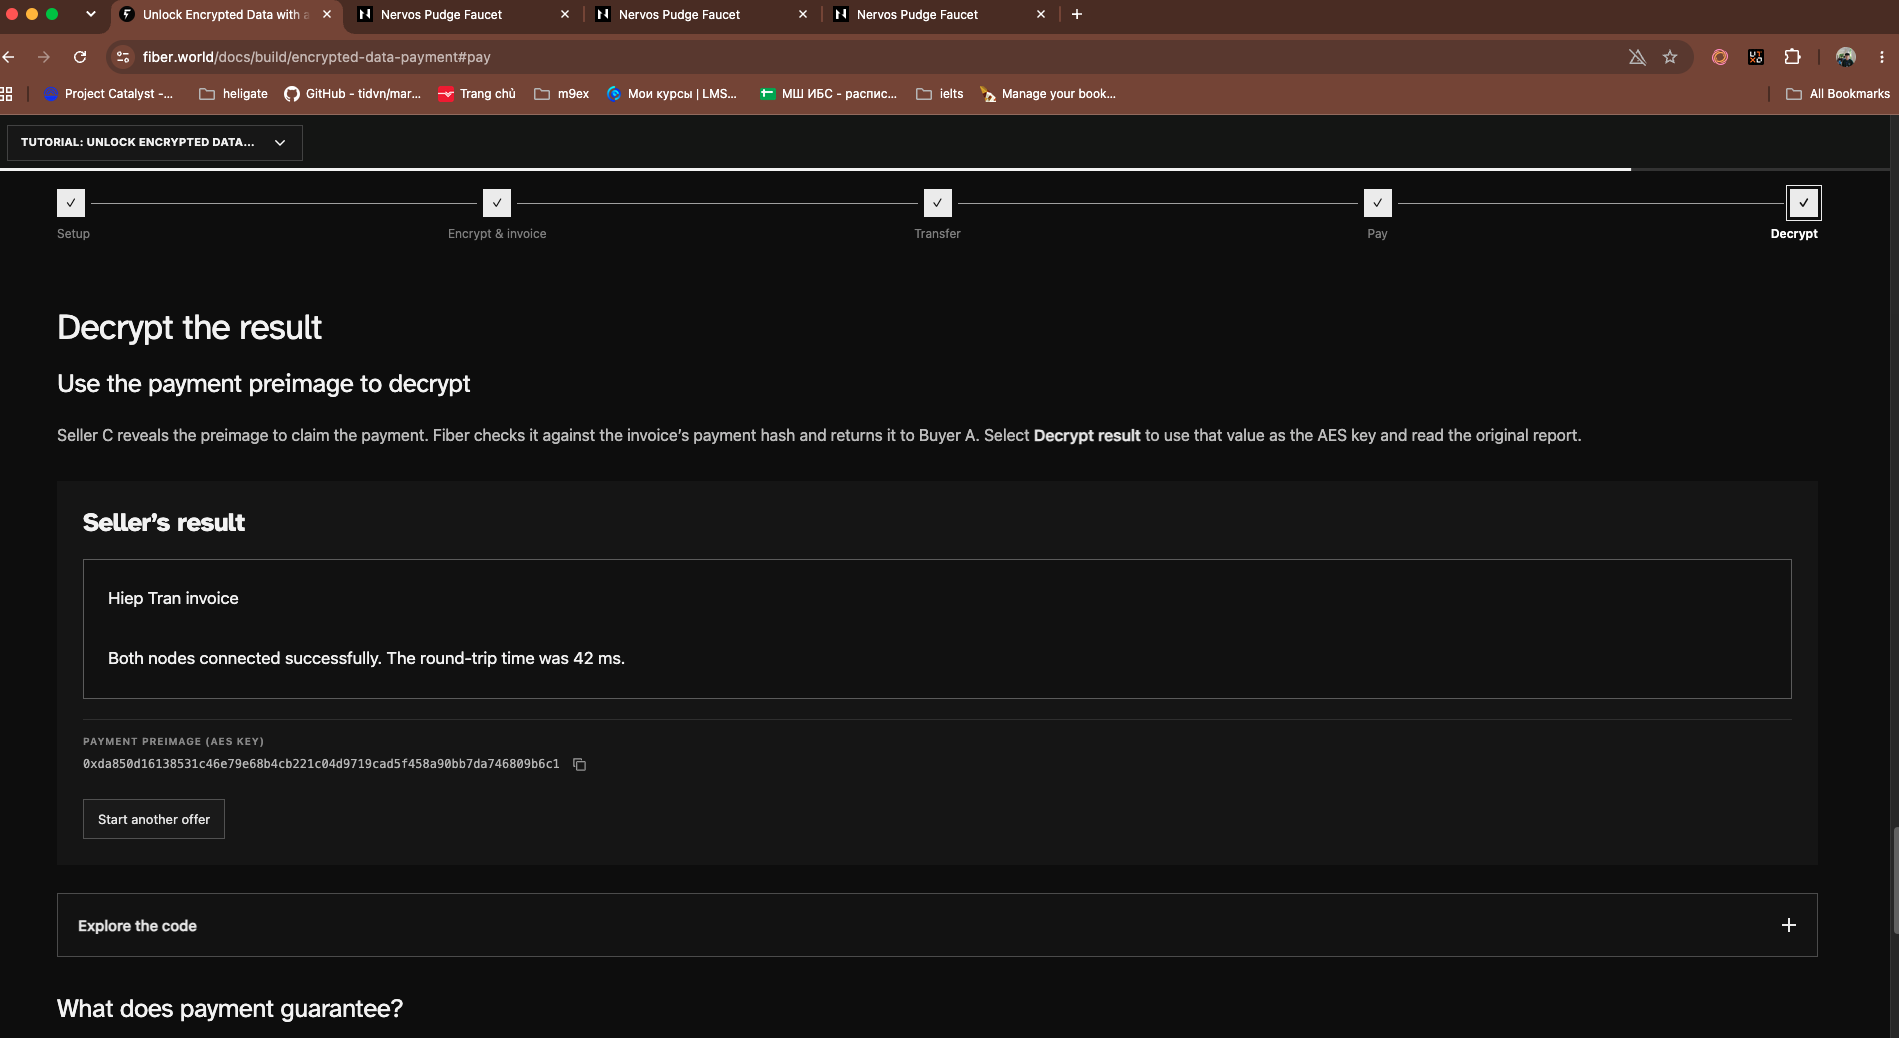 Unlock Encrypted Data with a
Nervos Pudge Faucet
Nervos Pudge Faucet
Nervos Pudge Faucet
fiber.world/docs/build/encrypted-data-payment#pay
Project Catalyst -...
heligate
GitHub - tidvn/mar...
Trang chủ
m9ex
Мои курсы | LMS...
МШ ИБС - распис...
ielts
Manage your book...
All Bookmarks
TUTORIAL: UNLOCK ENCRYPTED DATA...
Setup
Encrypt & invoice
Transfer
Pay
Decrypt
Decrypt the result
Use the payment preimage to decrypt
Seller C reveals the preimage to claim the payment. Fiber checks it against the invoice’s payment hash and returns it to Buyer A. Select Decrypt result to use that value as the AES key and read the original report.
Seller’s result
Hiep Tran invoice
Both nodes connected successfully. The round-trip time was 42 ms.
PAYMENT PREIMAGE (AES KEY)
0xda850d16138531c46e79e68b4cb221c04d9719cad5f458a90bb7da746809b6c1
Start another offer
Explore the code
What does payment guarantee?